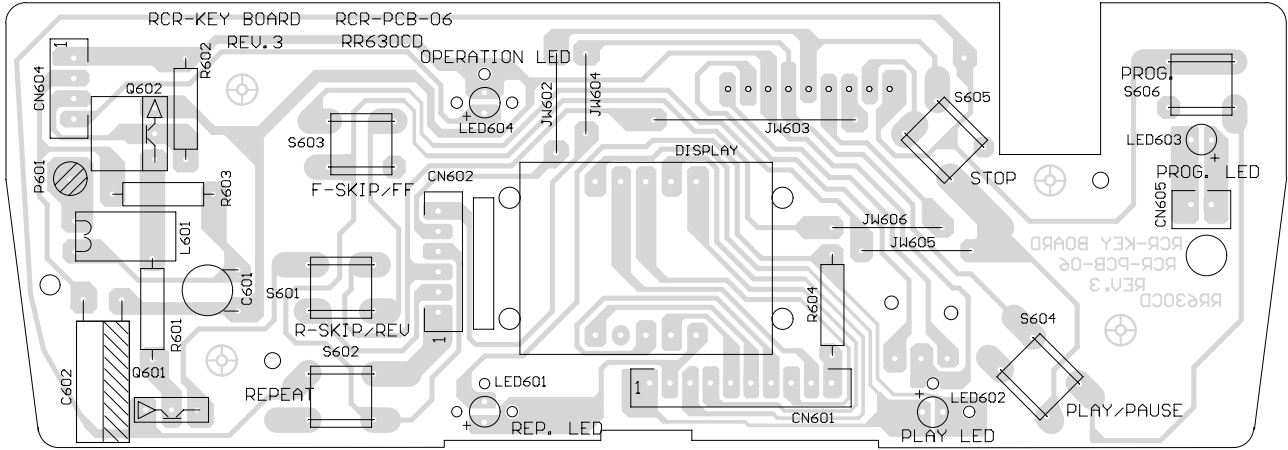 RCR-KEY BOARD RCR-PCB-06
REV.3 RR630CD
OPERATION LED
CN604
1
R602
Q602
P601
R603
L601
C601
R601
C602
Q601
S603
F-SKIP/FF
S601
R-SKIP/REV
S602
REPEAT
LED604
CN602
1
JW602
JW604
JW603
DISPLAY
LED601
REP. LED
1
CN601
R604
JW606
JW605
S605
STOP
PROG.
S606
LED603
PROG. LED
CN605
RCR-KEY BOARD
RCR-PCB-06
REV.3
RR630CD
S604
PLAY/PAUSE
LED602
PLAY LED